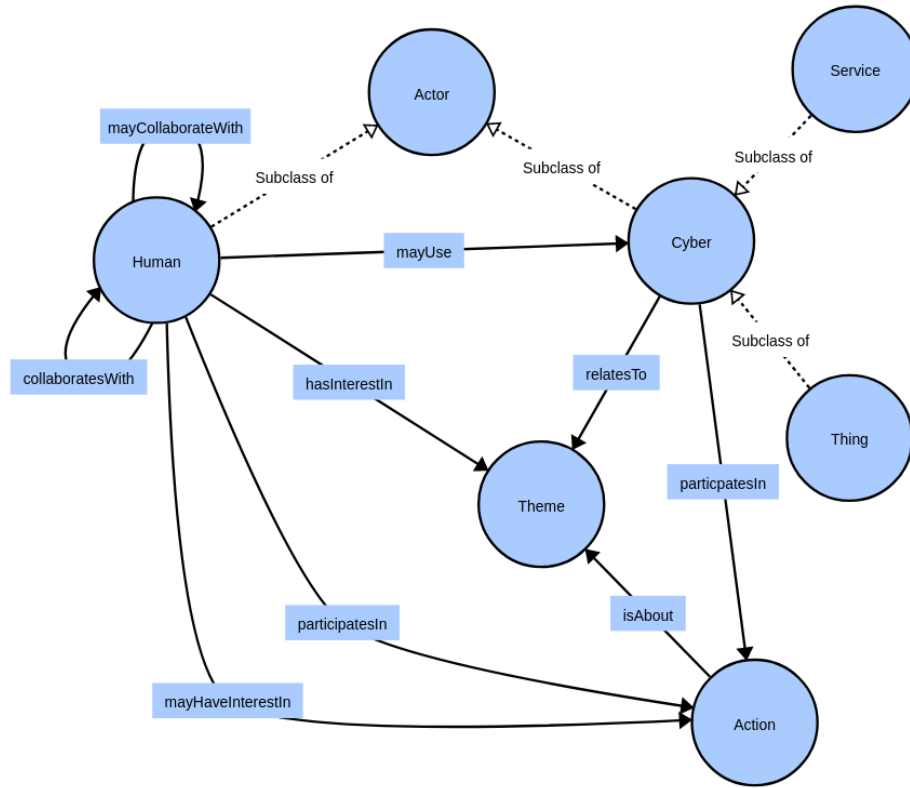 Service
Actor
mayCollaborateWith
Subclass of
Subclass of
Subclass of
Human
mayUse
Cyber
Subclass of
collaboratesWith
hasInterestIn
relatesTo
Thing
particpatesIn
Theme
isAbout
participatesIn
mayHaveInterestIn
Action